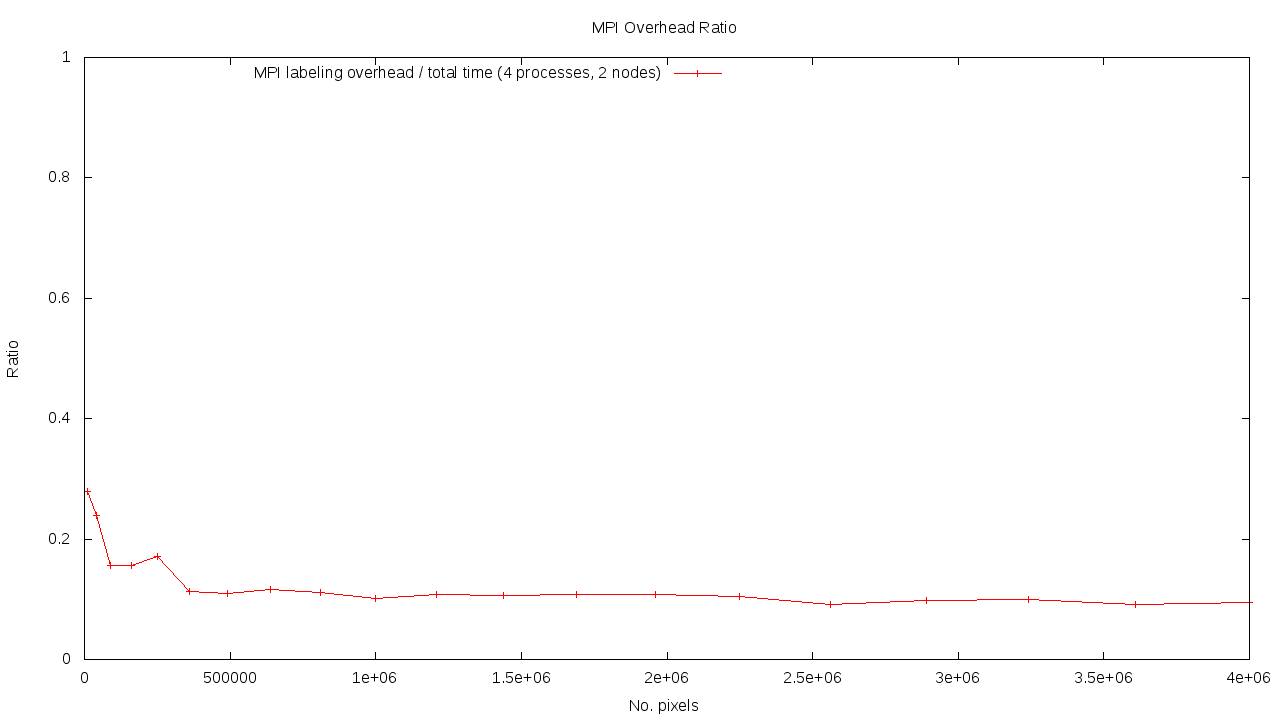 MPI Overhead Ratio
MPI labeling overhead / total time (4 processes, 2 nodes)
1
0.8
0.6
0.4
0.2
0
Ratio
0
500000
1e+06
1.5e+06
2e+06
2.5e+06
3e+06
3.5e+06
4e+06
No. pixels